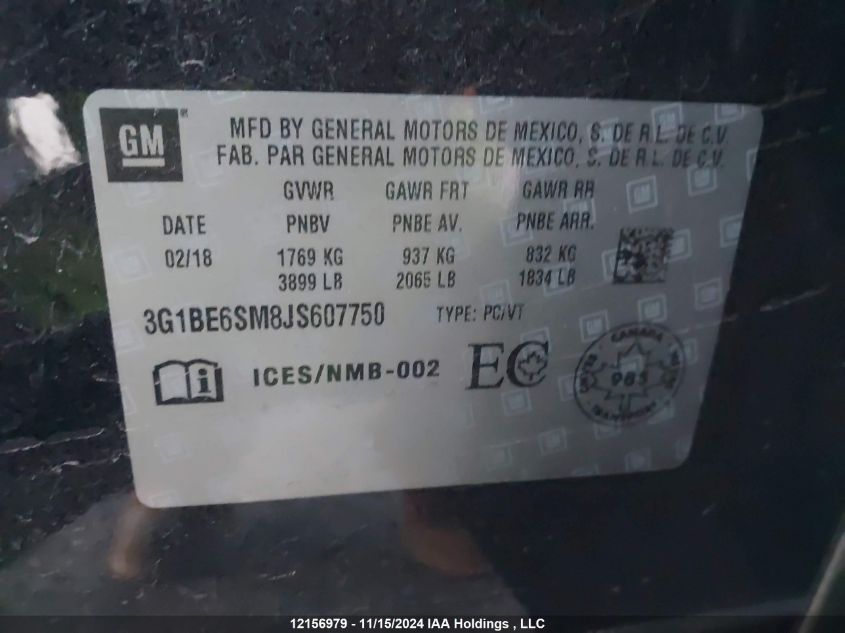 GM
MFD BY GENERAL MOTORS DE MEXICO, S. DE R.L. DE C.V.
FAB. PAR GENERAL MOTORS DE MEXICO, S. DE R.L. DE C.V.
GVWR GAWR FRT GAWR RR
DATE PNBV PNBE AV. PNBE ARR.
02/18 1769 KG 937 KG 832 KG
3899 LB 2065 LB 1834 LB
3G1BE6SM8JS607750 TYPE: PC/VT
i ICES/NMB-002 EC
CANADA
985
12156979 - 11/15/2024 IAA Holdings , LLC